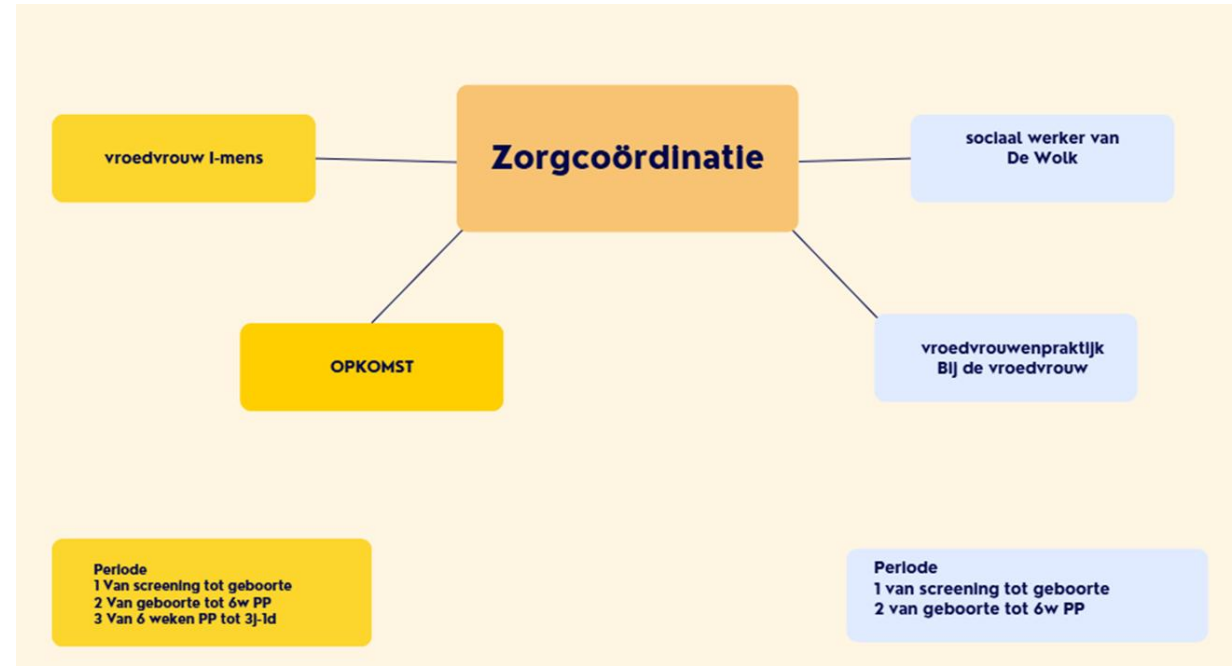 Zorgcoördinatie
vroedvrouw I-mens
sociaal werker van
De Wolk
OPKOMST
vroedvrouwenpraktijk
Bij de vroedvrouw
Periode
1 Van screening tot geboorte
2 Van geboorte tot 6w PP
3 Van 6 weken PP tot 3j-1d
Periode
1 van screening tot geboorte
2 van geboorte tot 6w PP